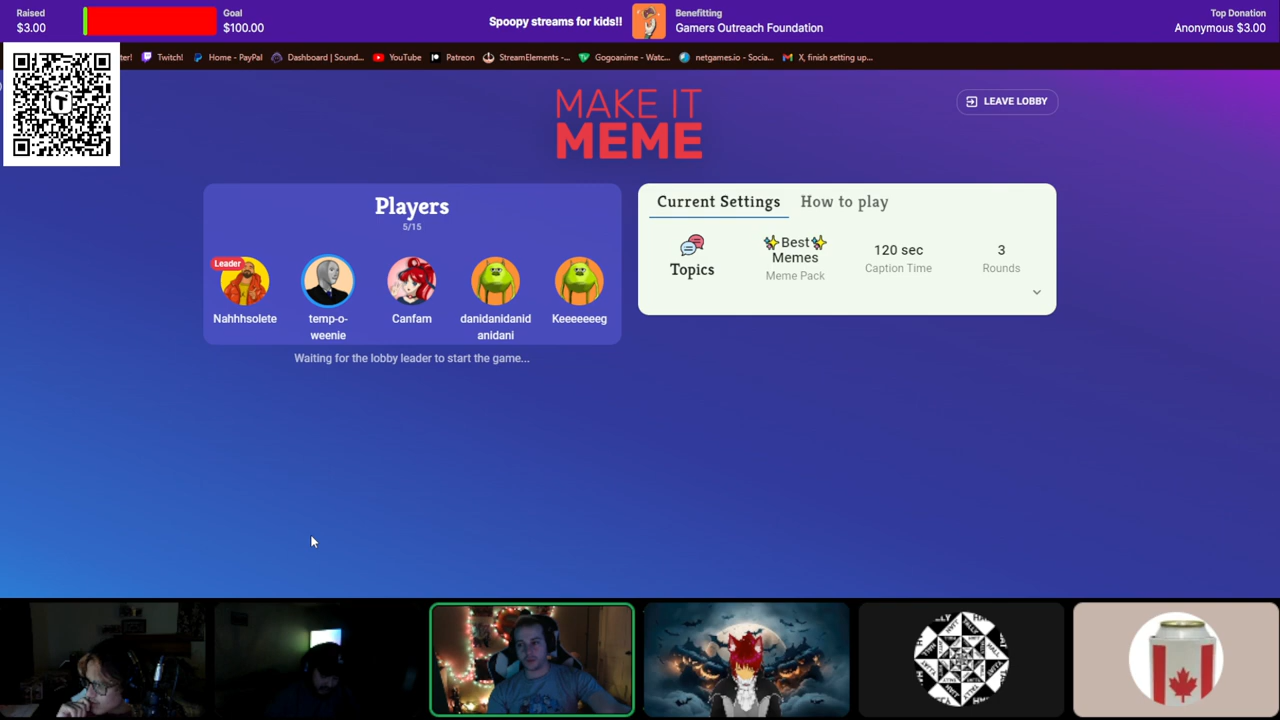 Raised
$3.00
Goal
$100.00
Spoopy streams for kids!!
Benefitting
Gamers Outreach Foundation
Top Donation
Anonymous $3.00
ter!
Twitch!
Home - PayPal
Dashboard | Sound...
YouTube
Patreon
StreamElements -...
Gogoanime - Watc...
netgames.io - Socia...
X, finish setting up...
MAKE IT
MEME
LEAVE LOBBY
Players
5/15
Leader
Nahhhsolete
temp-o-
weenie
Canfam
danidanidanid
anidani
Keeeeeeeg
Waiting for the lobby leader to start the game...
Current Settings
How to play
Topics
✨Best✨
Memes
Meme Pack
120 sec
Caption Time
3
Rounds